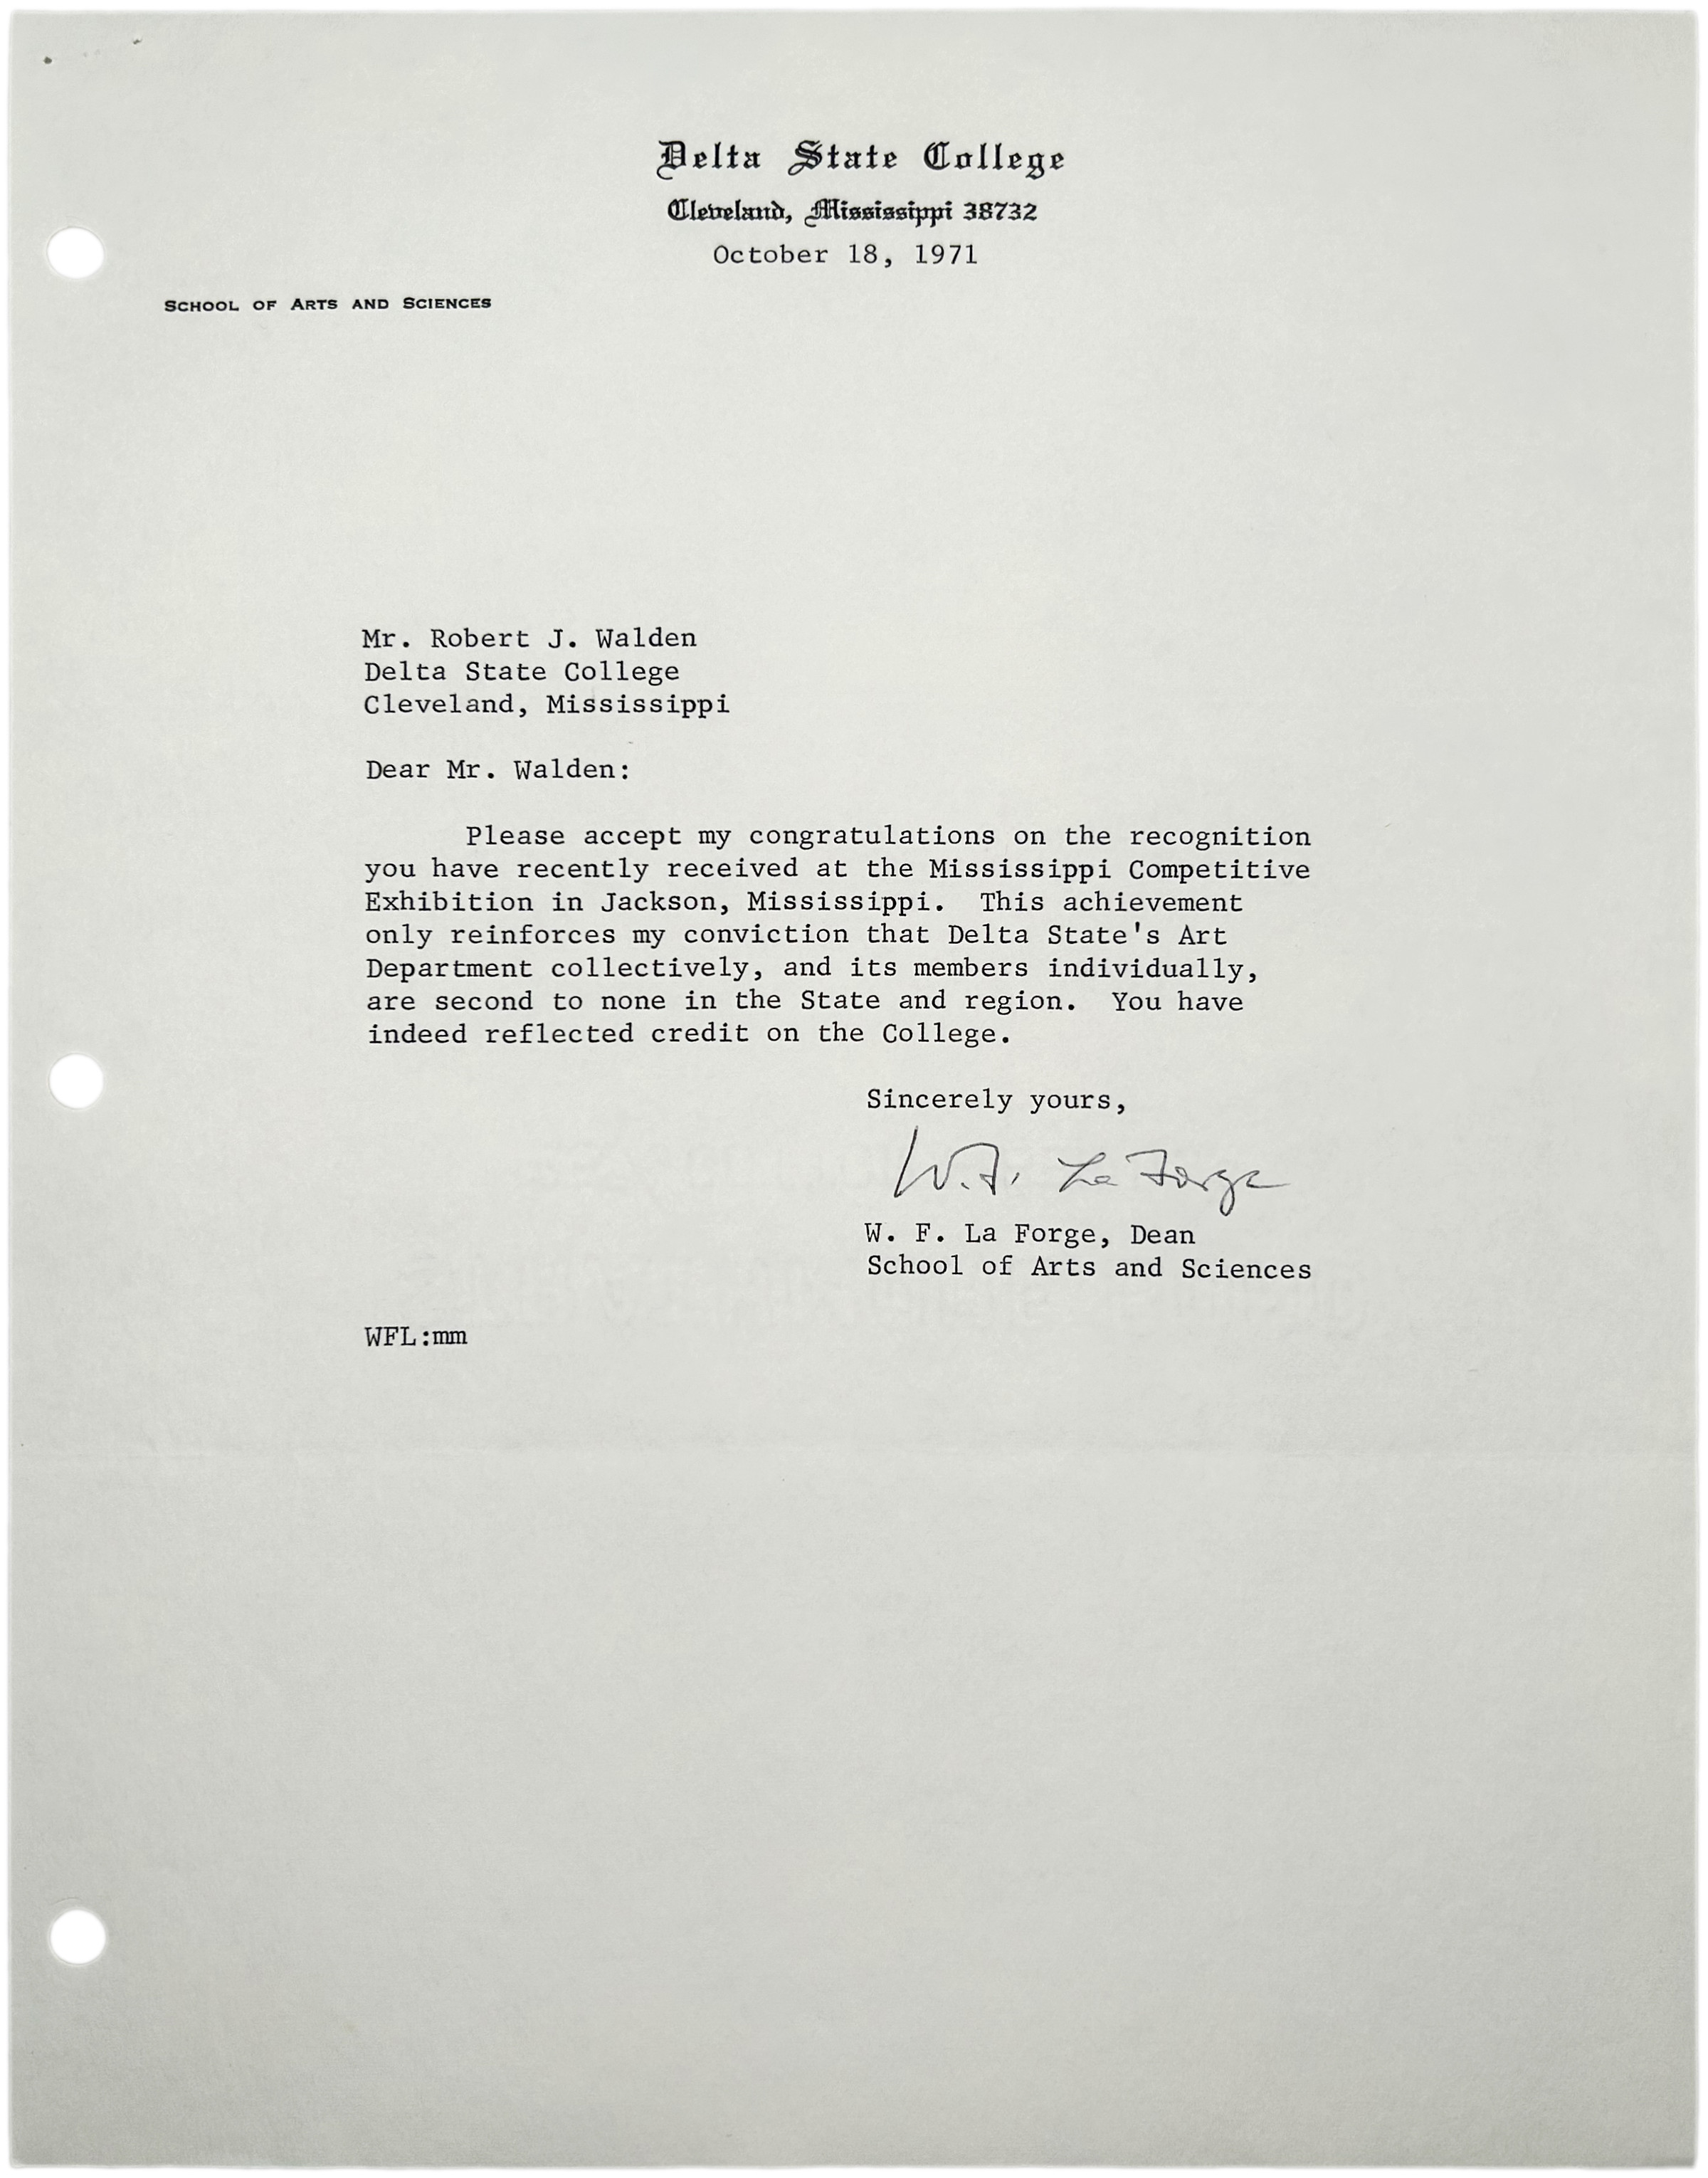 Delta State College
Cleveland, Mississippi 38732
October 18, 1971
SCHOOL OF ARTS AND SCIENCES
Mr. Robert J. Walden
Delta State College
Cleveland, Mississippi
Dear Mr. Walden:
Please accept my congratulations on the recognition
you have recently received at the Mississippi Competitive
Exhibition in Jackson, Mississippi.  This achievement
only reinforces my conviction that Delta State's Art
Department collectively, and its members individually,
are second to none in the State and region.  You have
indeed reflected credit on the College.
Sincerely yours,
W. F. La Forge
W. F. La Forge, Dean
School of Arts and Sciences
WFL:mm